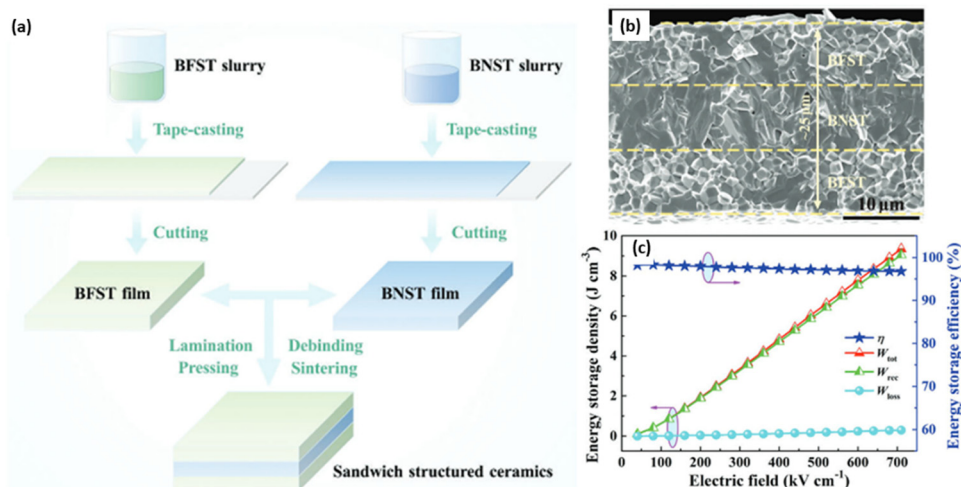 (a)
BFST slurry
BNST slurry
Tape-casting
Tape-casting
Cutting
Cutting
BFST film
BNST film
Lamination
Pressing
Debinding
Sintering
Sandwich structured ceramics
(b)
BFST
BNST
BFST
~25 μm
10 μm
(c)
Energy storage density (J cm⁻³)
10
8
6
4
2
0
0 100 200 300 400 500 600 700
Electric field (kV cm⁻¹)
100
90
80
70
60
Energy storage efficiency (%)
η
Wtot
Wrec
Wloss